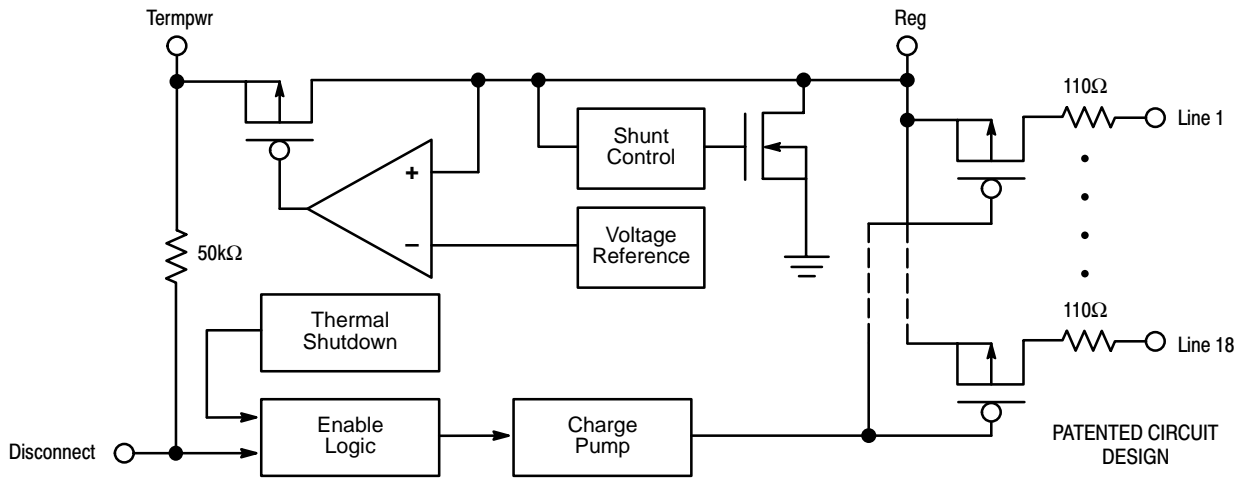 Termpwr
Reg
110Ω
Line 1
Shunt
Control
+
−
Voltage
Reference
50kΩ
Thermal
Shutdown
110Ω
Line 18
Disconnect
Enable
Logic
Charge
Pump
PATENTED CIRCUIT
DESIGN